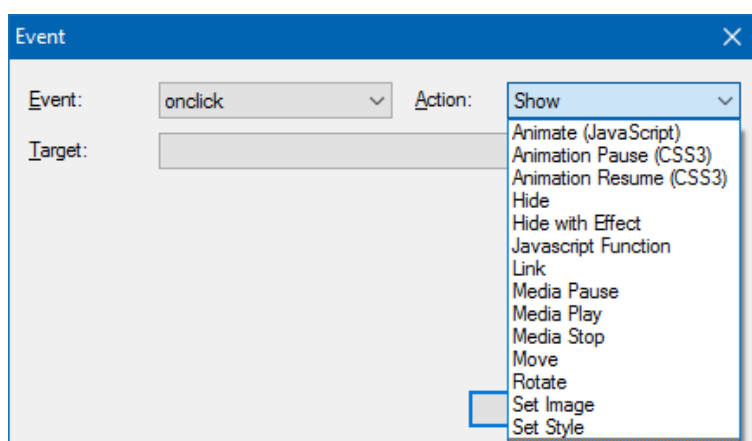 Event
Event: onclick Action: Show
Target:
Animate (JavaScript)
Animation Pause (CSS3)
Animation Resume (CSS3)
Hide
Hide with Effect
Javascript Function
Link
Media Pause
Media Play
Media Stop
Move
Rotate
Set Image
Set Style